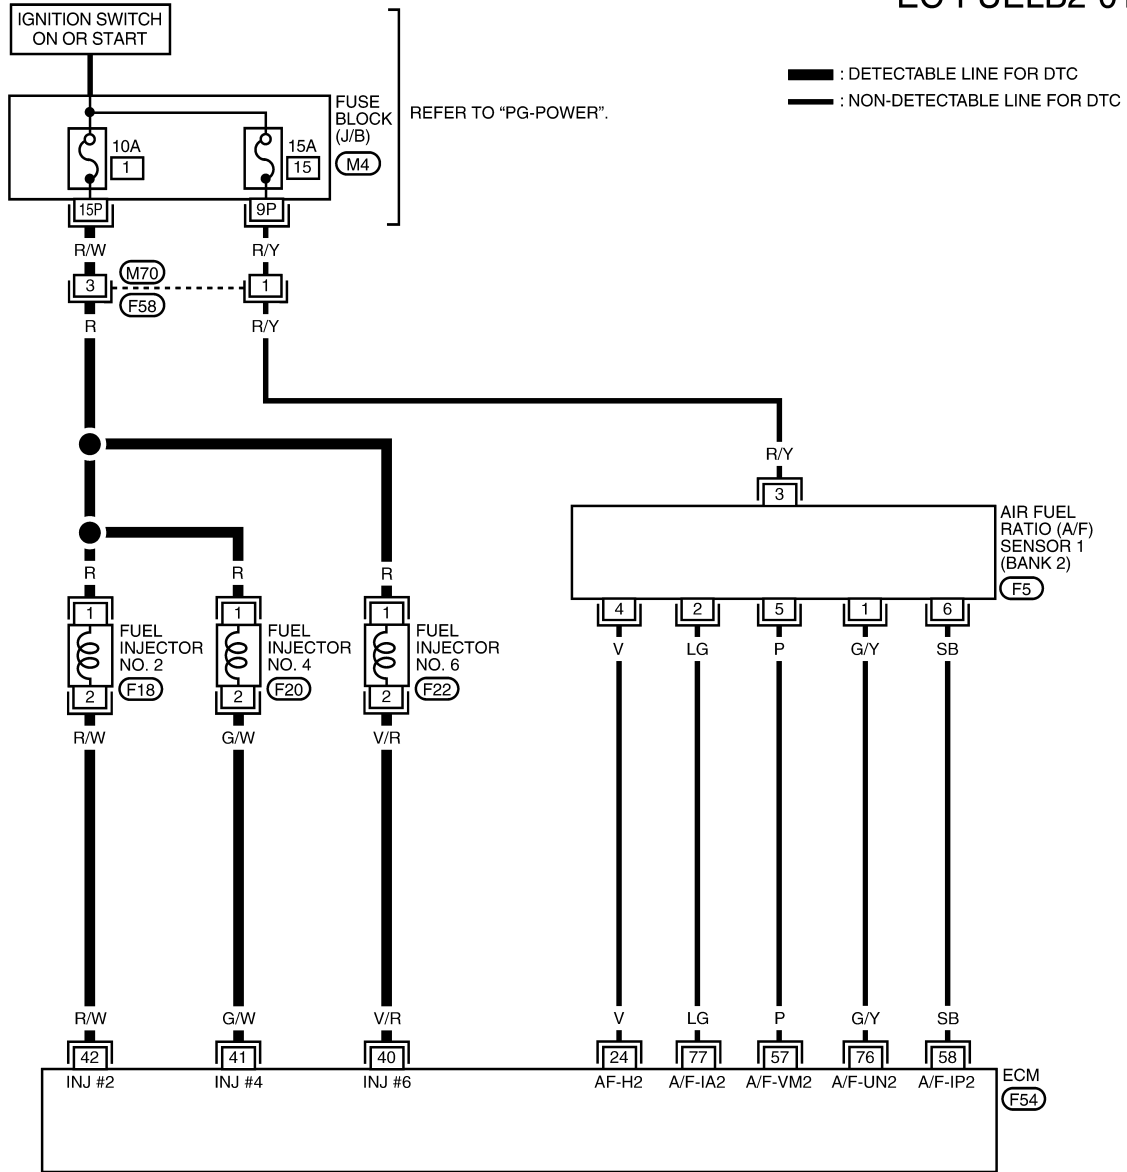 IGNITION SWITCH
ON OR START
: DETECTABLE LINE FOR DTC
: NON-DETECTABLE LINE FOR DTC
FUSE
BLOCK
(J/B)
M4
REFER TO “PG-POWER”.
10A
1
15A
15
15P
9P
R/W
R/Y
3
M70
F58
1
R
R/Y
R/Y
3
AIR FUEL
RATIO (A/F)
SENSOR 1
(BANK 2)
F5
4
2
5
1
6
V
LG
P
G/Y
SB
R
R
R
1
1
1
FUEL
INJECTOR
NO. 2
F18
FUEL
INJECTOR
NO. 4
F20
FUEL
INJECTOR
NO. 6
F22
2
2
2
R/W
G/W
V/R
R/W
G/W
V/R
V
LG
P
G/Y
SB
42
41
40
24
77
57
76
58
INJ #2
INJ #4
INJ #6
AF-H2
A/F-IA2
A/F-VM2
A/F-UN2
A/F-IP2
ECM
F54